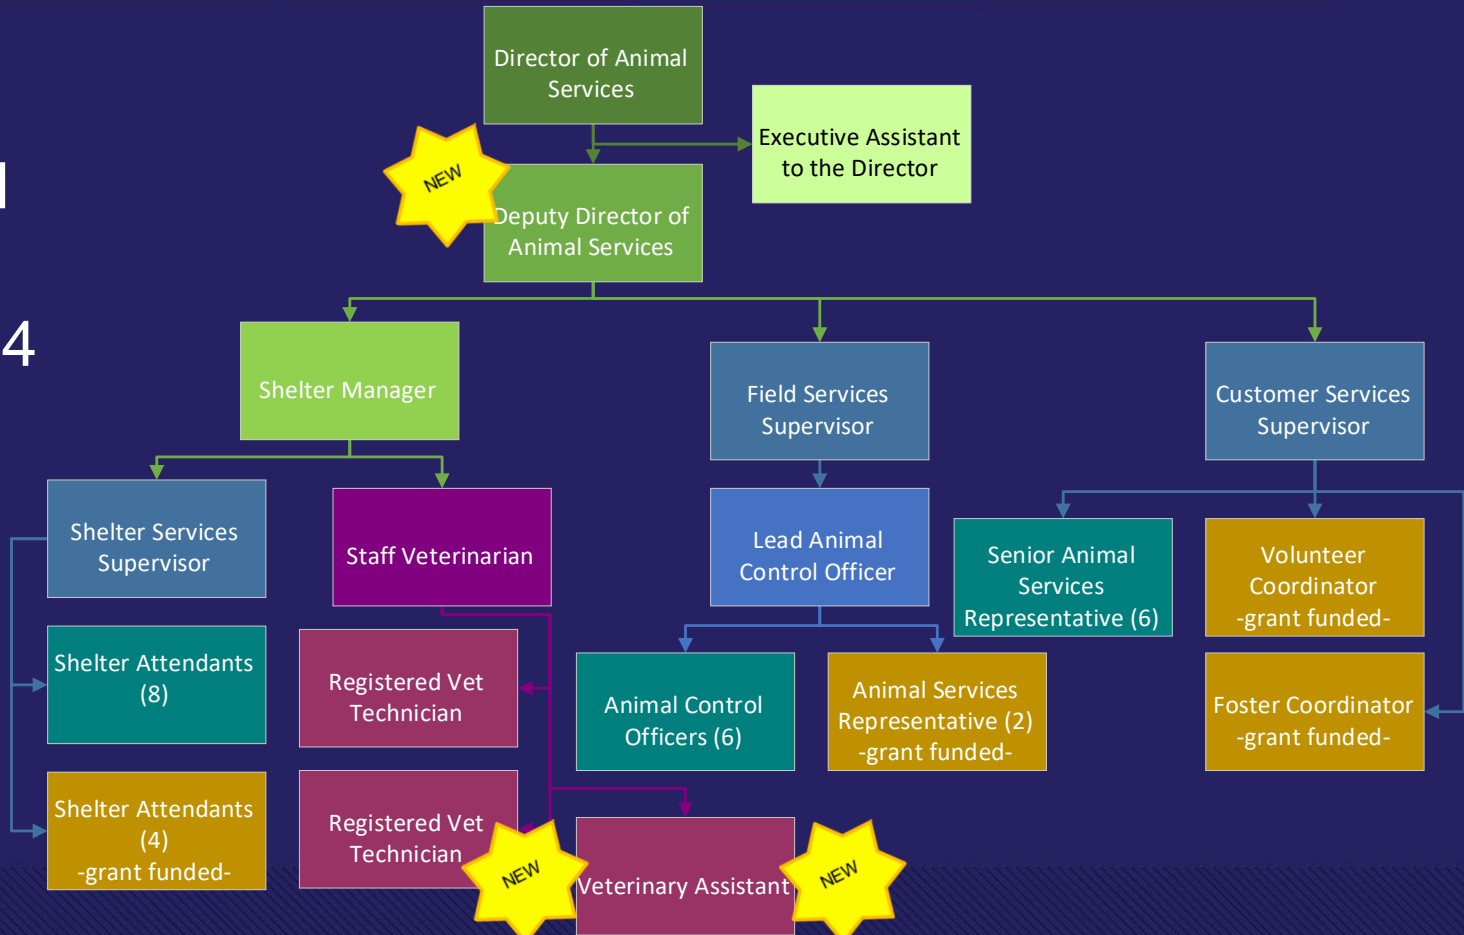 Director of Animal
Services
Executive Assistant
to the Director
NEW
Deputy Director of
Animal Services
4
Shelter Manager
Field Services
Supervisor
Customer Services
Supervisor
Shelter Services
Supervisor
Staff Veterinarian
Lead Animal
Control Officer
Senior Animal
Services
Representative (6)
Volunteer
Coordinator
-grant funded-
Shelter Attendants
(8)
Registered Vet
Technician
Animal Control
Officers (6)
Animal Services
Representative (2)
-grant funded-
Foster Coordinator
-grant funded-
Shelter Attendants
(4)
-grant funded-
Registered Vet
Technician
NEW
Veterinary Assistant
NEW